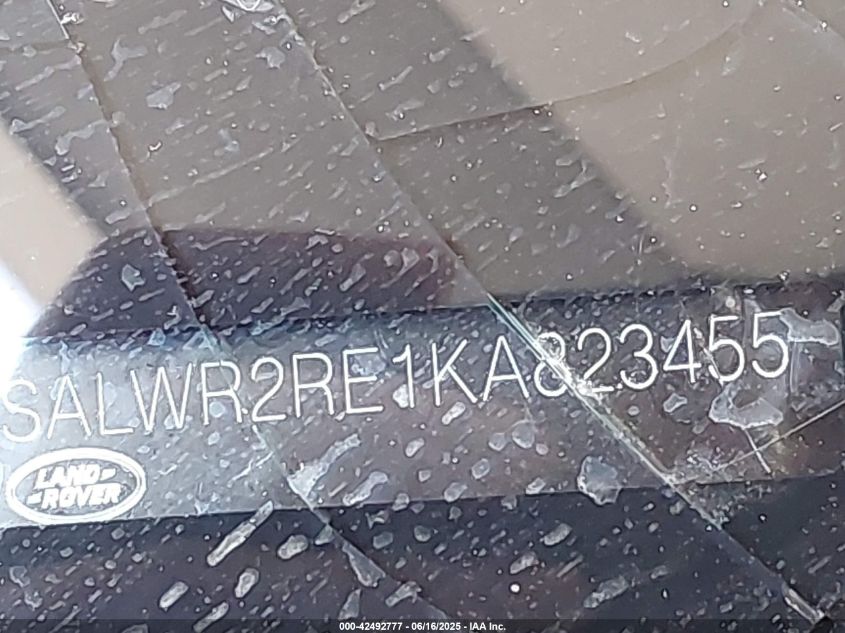 SALWR2RE1KA823455
LAND-
-ROVER
000-42492777 - 06/16/2025 - IAA Inc.